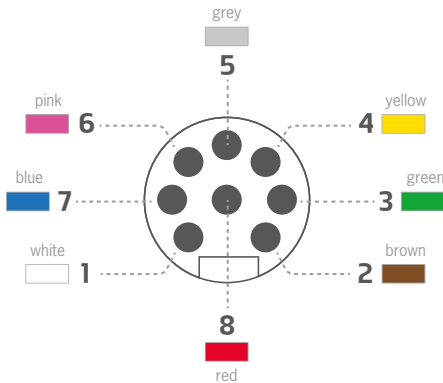 grey
5
pink
6
yellow
4
blue
7
green
3
white
1
brown
2
8
red